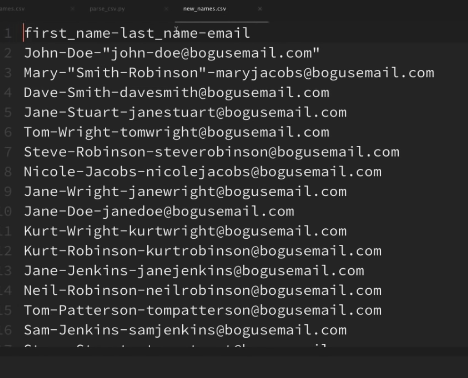 parse_csv.py new_names.csv
1 first_name-last_name-email
2 John-Doe-"john-doe@bogusemail.com"
3 Mary-"Smith-Robinson"-maryjacobs@bogusemail.com
4 Dave-Smith-davesmith@bogusemail.com
5 Jane-Stuart-janestuart@bogusemail.com
6 Tom-Wright-tomwright@bogusemail.com
7 Steve-Robinson-steverobinson@bogusemail.com
8 Nicole-Jacobs-nicolejacobs@bogusemail.com
9 Jane-Wright-janewright@bogusemail.com
10 Jane-Doe-janedoe@bogusemail.com
11 Kurt-Wright-kurtwright@bogusemail.com
12 Kurt-Robinson-kurtrobinson@bogusemail.com
13 Jane-Jenkins-janejenkins@bogusemail.com
14 Neil-Robinson-neilrobinson@bogusemail.com
15 Tom-Patterson-tompatterson@bogusemail.com
16 Sam-Jenkins-samjenkins@bogusemail.com